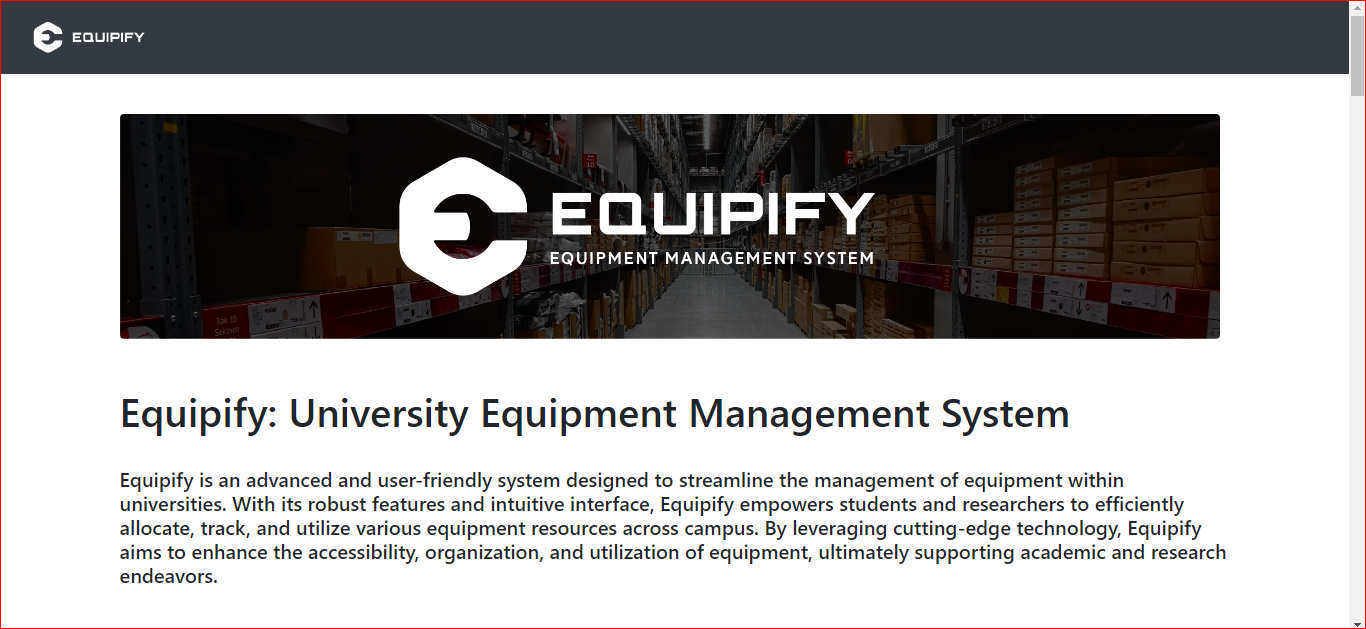 EQUIPIFY
EQUIPIFY
EQUIPMENT MANAGEMENT SYSTEM
Rak 10
Seksyen
Equipify: University Equipment Management System
Equipify is an advanced and user-friendly system designed to streamline the management of equipment within
universities. With its robust features and intuitive interface, Equipify empowers students and researchers to efficiently
allocate, track, and utilize various equipment resources across campus. By leveraging cutting-edge technology, Equipify
aims to enhance the accessibility, organization, and utilization of equipment, ultimately supporting academic and research
endeavors.